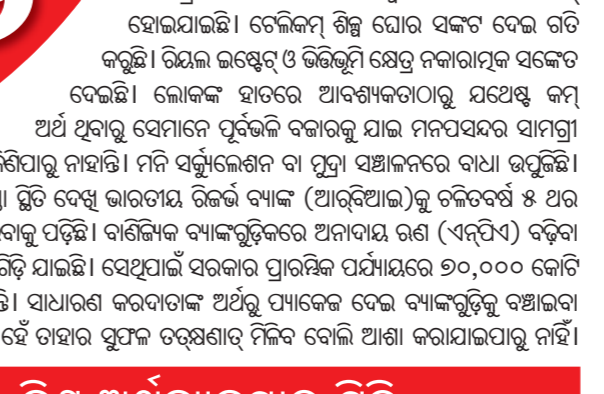 ହୋଇଯାଇଛି। ଟେଲିକମ୍ ଶିଳ୍ପ ଘୋର ସଙ୍କଟ ଦେଇ ଗତି
କରୁଛି। ରିୟଲ ଇଷ୍ଟେଟ୍ ଓ ଭିତ୍ତିଭୂମି କ୍ଷେତ୍ର ନକାରାତ୍ମକ ସଙ୍କେତ
ଦେଇଛି। ଲୋକଙ୍କ ହାତରେ ଆବଶ୍ୟକତାଠାରୁ ଯଥେଷ୍ଟ କମ୍
ଅର୍ଥ ଥିବାରୁ ସେମାନେ ପୂର୍ବଭଳି ବଜାରକୁ ଯାଇ ମନପସନ୍ଦର ସାମଗ୍ରୀ
କିଣିପାରୁ ନାହାନ୍ତି। ମନି ସର୍କ୍ୟୁଲେଶନ ବା ମୁଦ୍ରା ସଞ୍ଚାଳନରେ ବାଧା ଉପୁଜିଛି।
ସ୍ଥିତି ଦେଖି ଭାରତୀୟ ରିଜର୍ଭ ବ୍ୟାଙ୍କ (ଆର୍‌ବିଆଇ)କୁ ଚଳିତବର୍ଷ ୫ ଥର
ପଡ଼ିଛି। ବାଣିଜ୍ୟିକ ବ୍ୟାଙ୍କଗୁଡ଼ିକରେ ଅନାଦାୟ ଋଣ (ଏନ୍‌ପିଏ) ବଢ଼ିବା
ଯାଇଛି। ସେଥିପାଇଁ ସରକାର ପ୍ରାରମ୍ଭିକ ପର୍ଯ୍ୟାୟରେ ୭୦,୦୦୦ କୋଟି
ସାଧାରଣ କରଦାତାଙ୍କ ଅର୍ଥରୁ ପ୍ୟାକେଜ ଦେଇ ବ୍ୟାଙ୍କଗୁଡ଼ିକୁ ବଞ୍ଚାଇବା
ହେଁ ତାହାର ସୁଫଳ ତତ୍‌କ୍ଷଣାତ୍ ମିଳିବ ବୋଲି ଆଶା କରାଯାଇପାରୁ ନାହିଁ।